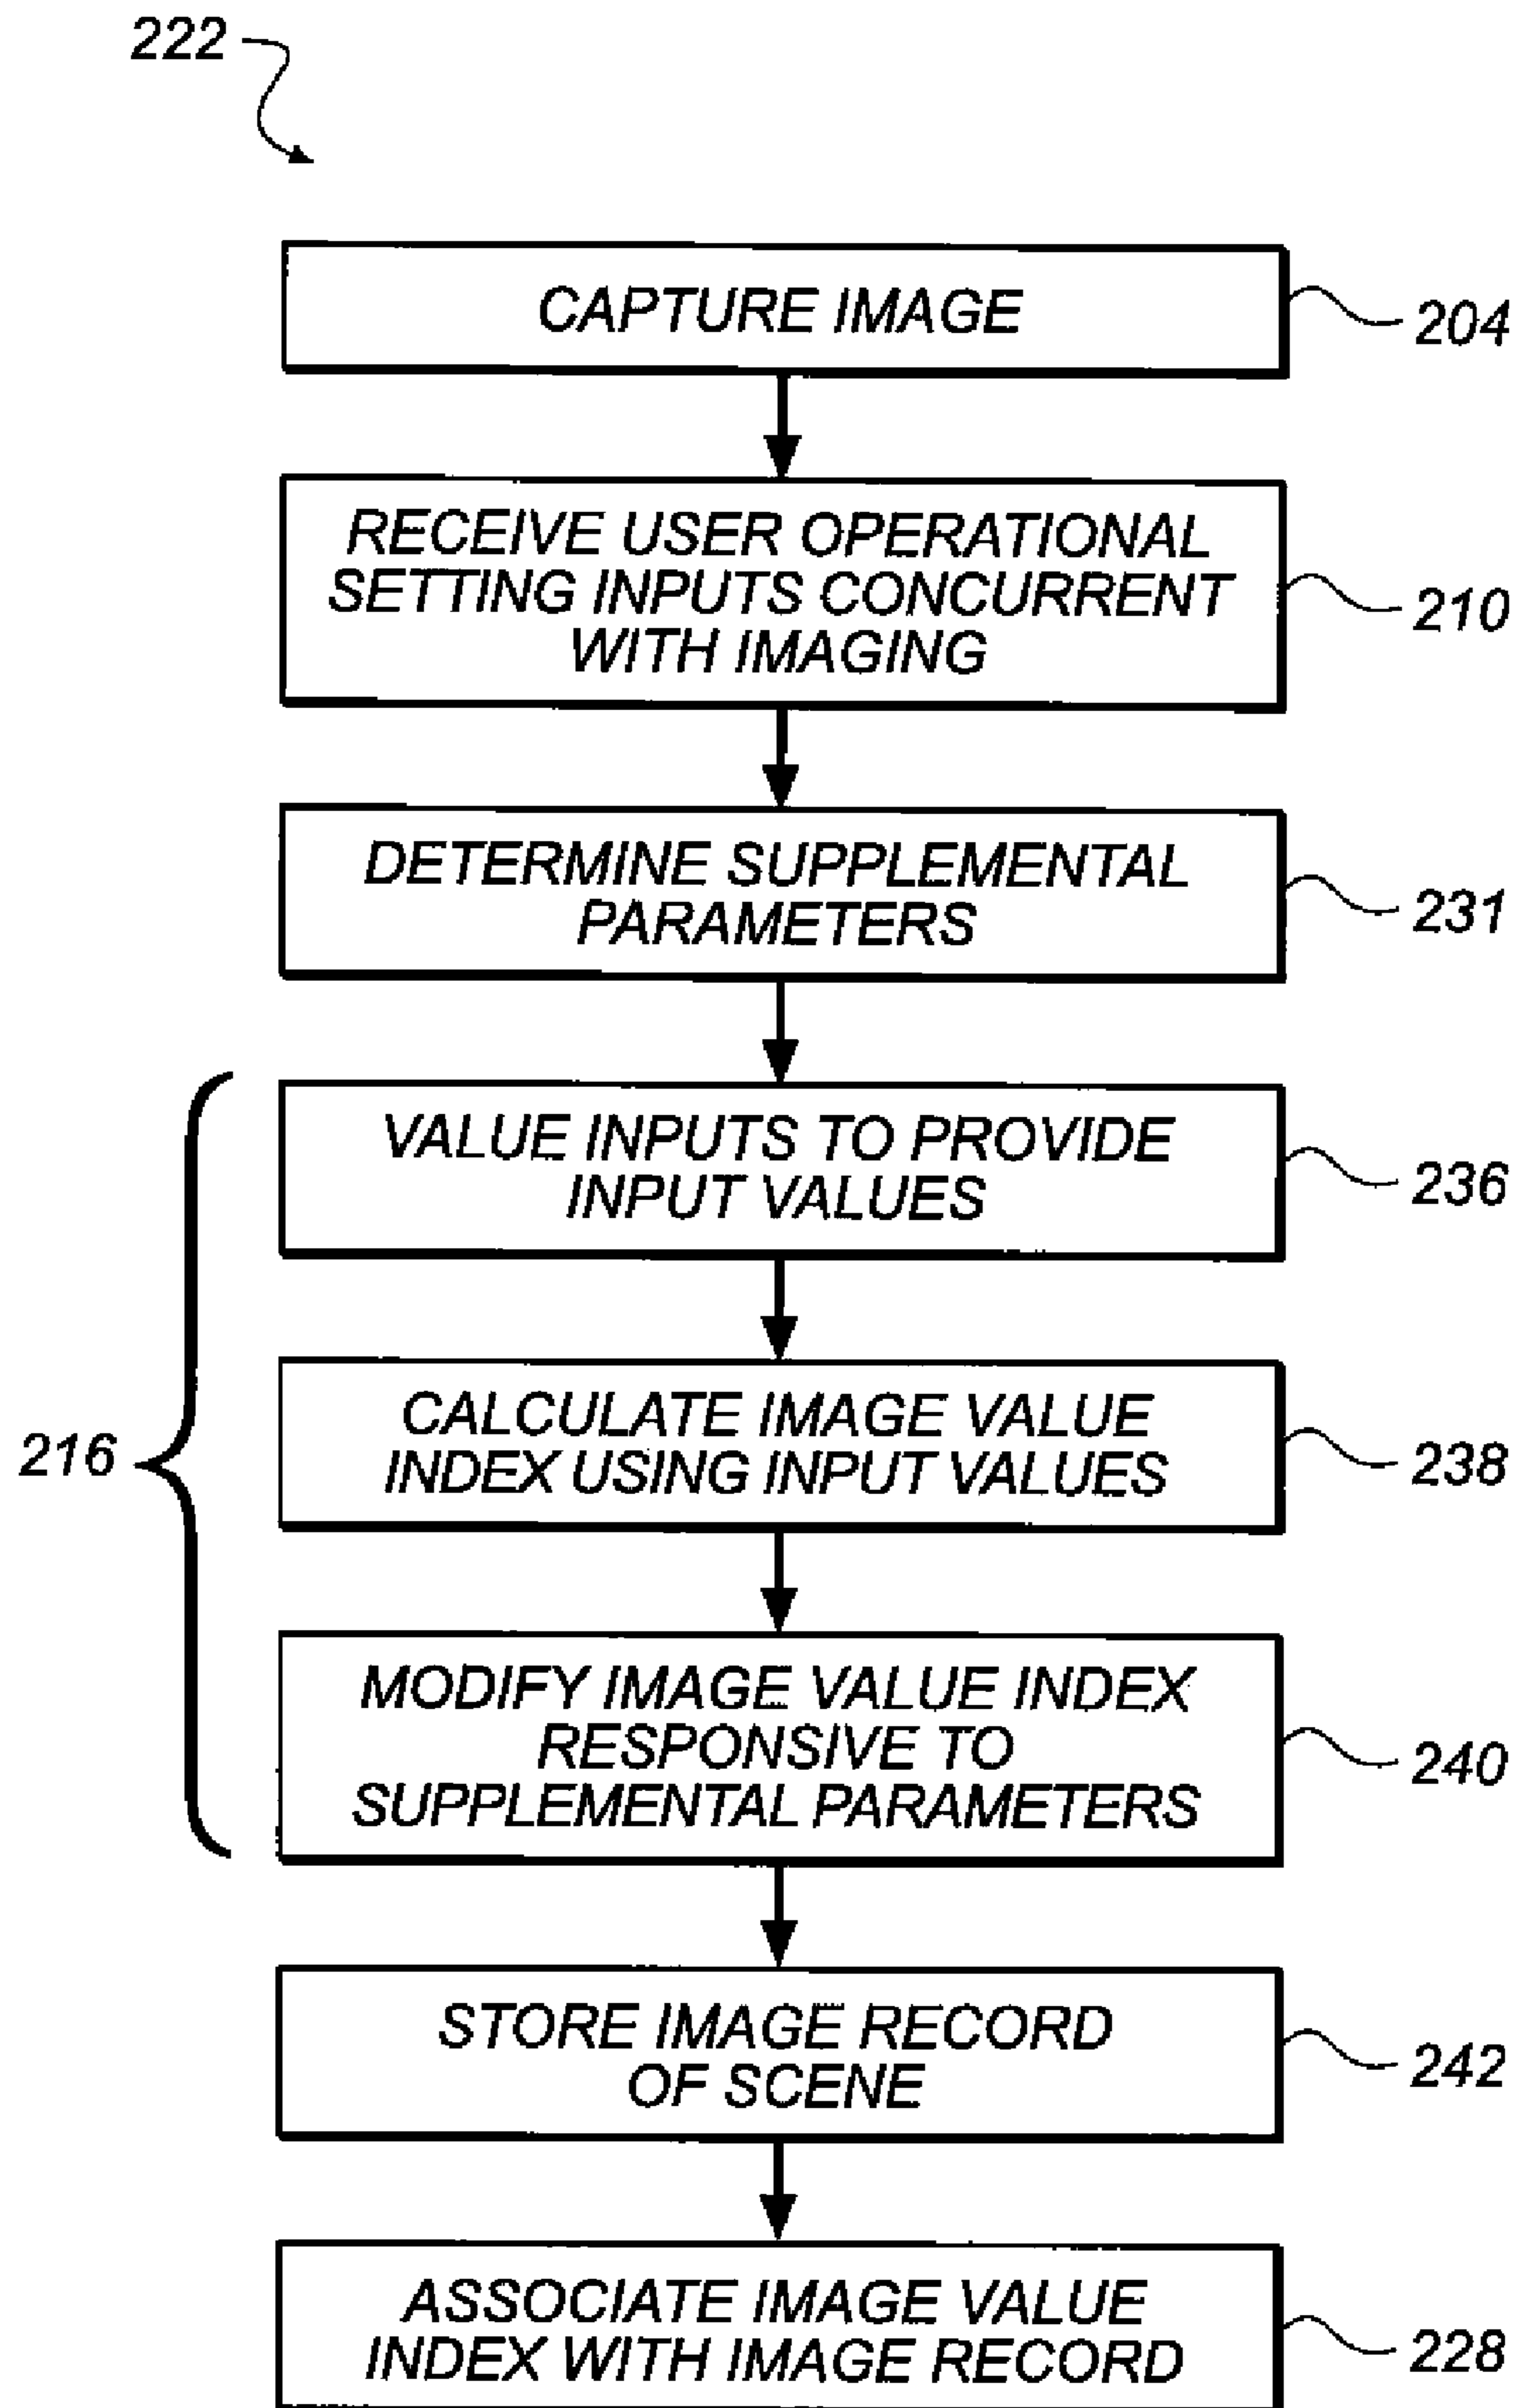 222
CAPTURE IMAGE
204
RECEIVE USER OPERATIONAL
SETTING INPUTS CONCURRENT
WITH IMAGING
210
DETERMINE SUPPLEMENTAL
PARAMETERS
231
VALUE INPUTS TO PROVIDE
INPUT VALUES
236
216
CALCULATE IMAGE VALUE
INDEX USING INPUT VALUES
238
MODIFY IMAGE VALUE INDEX
RESPONSIVE TO
SUPPLEMENTAL PARAMETERS
240
STORE IMAGE RECORD
OF SCENE
242
ASSOCIATE IMAGE VALUE
INDEX WITH IMAGE RECORD
228